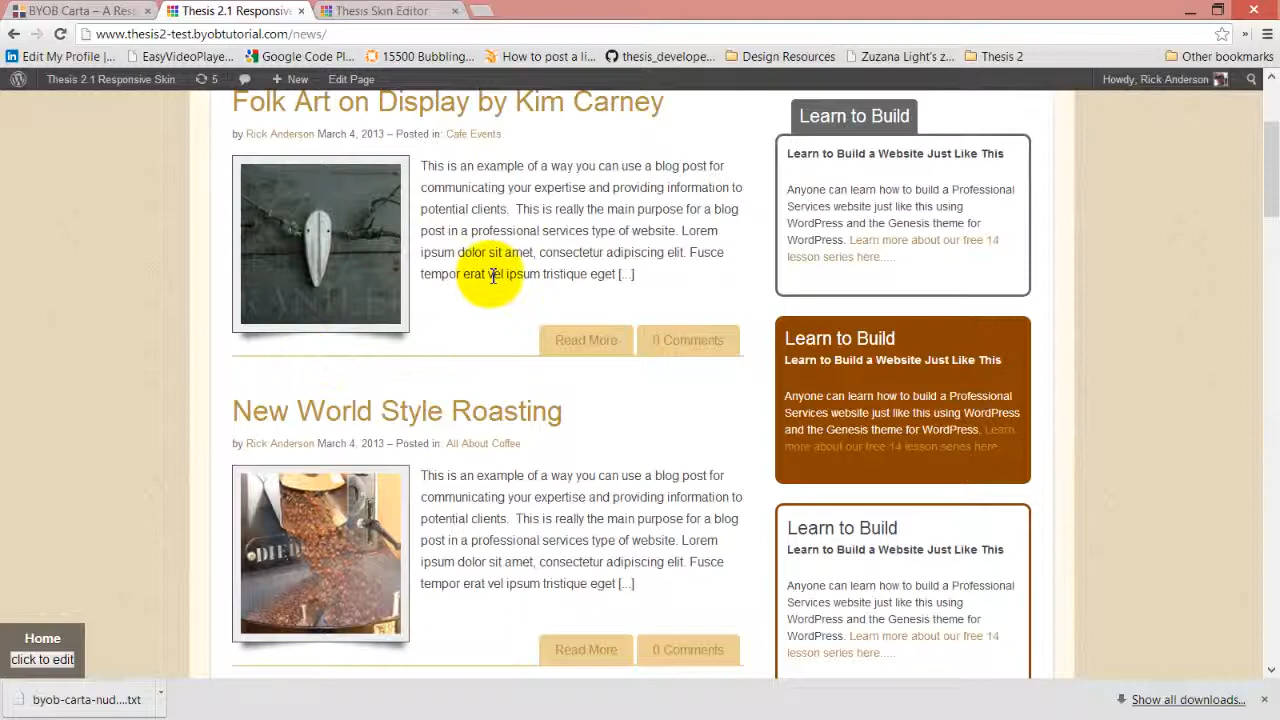 BYOB Carta – A Res
Thesis 2.1 Responsive
Thesis Skin Editor
www.thesis2-test.byobtutorial.com/news/
Edit My Profile |...
EasyVideoPlaye...
Google Code Pl...
15500 Bullding...
How to post a li...
thesis_develope...
Design Resources
Zuzana Light's z...
Thesis 2
Other bookmarks
Thesis 2.1 Responsive Skin
5
+ New
Edit Page
Howdy, Rick Anderson
Folk Art on Display by Kim Carney
by Rick Anderson March 4, 2013 – Posted in: Cafe Events
This is an example of a way you can use a blog post for
communicating your expertise and providing information to
potential clients. This is really the main purpose for a blog
post in a professional services type of website. Lorem
ipsum dolor sit amet, consectetur adipiscing elit. Fusce
tempor erat vel ipsum tristique eget [...]
Read More
0 Comments
New World Style Roasting
by Rick Anderson March 4, 2013 – Posted in: All About Coffee
This is an example of a way you can use a blog post for
communicating your expertise and providing information to
potential clients. This is really the main purpose for a blog
post in a professional services type of website. Lorem
ipsum dolor sit amet, consectetur adipiscing elit. Fusce
tempor erat vel ipsum tristique eget [...]
Read More
0 Comments
Learn to Build
Learn to Build a Website Just Like This
Anyone can learn how to build a Professional
Services website just like this using
WordPress and the Genesis theme for
WordPress. Learn more about our free 14
lesson series here.....
Learn to Build
Learn to Build a Website Just Like This
Anyone can learn how to build a Professional
Services website just like this using WordPress
and the Genesis theme for WordPress. Learn
more about our free 14 lesson series here
Learn to Build
Learn to Build a Website Just Like This
Anyone can learn how to build a Professional
Services website just like this using
WordPress and the Genesis theme for
WordPress. Learn more about our free 14
lesson series here.....
Home
click to edit
byob-carta-nud....txt
Show all downloads...